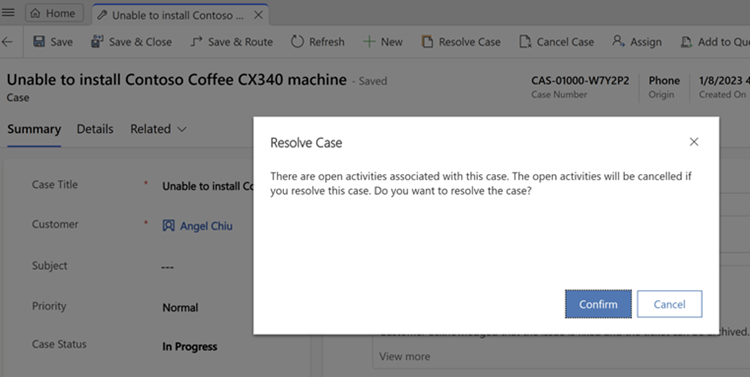 Home
Unable to install Contoso Coffee ...
Save
Save & Close
Save & Route
Refresh
New
Resolve Case
Cancel Case
Assign
Add to Qu
Unable to install Contoso Coffee CX340 machine - Saved
Case
CAS-01000-W7Y2P2
Case Number
Phone
Origin
1/8/2023 4
Created On
Summary
Details
Related
Resolve Case
There are open activities associated with this case. The open activities will be cancelled if
you resolve this case. Do you want to resolve the case?
Confirm
Cancel
Case Title * Unable to install Co
Customer * Angel Chiu
Subject ---
Priority Normal
Case Status In Progress
View more